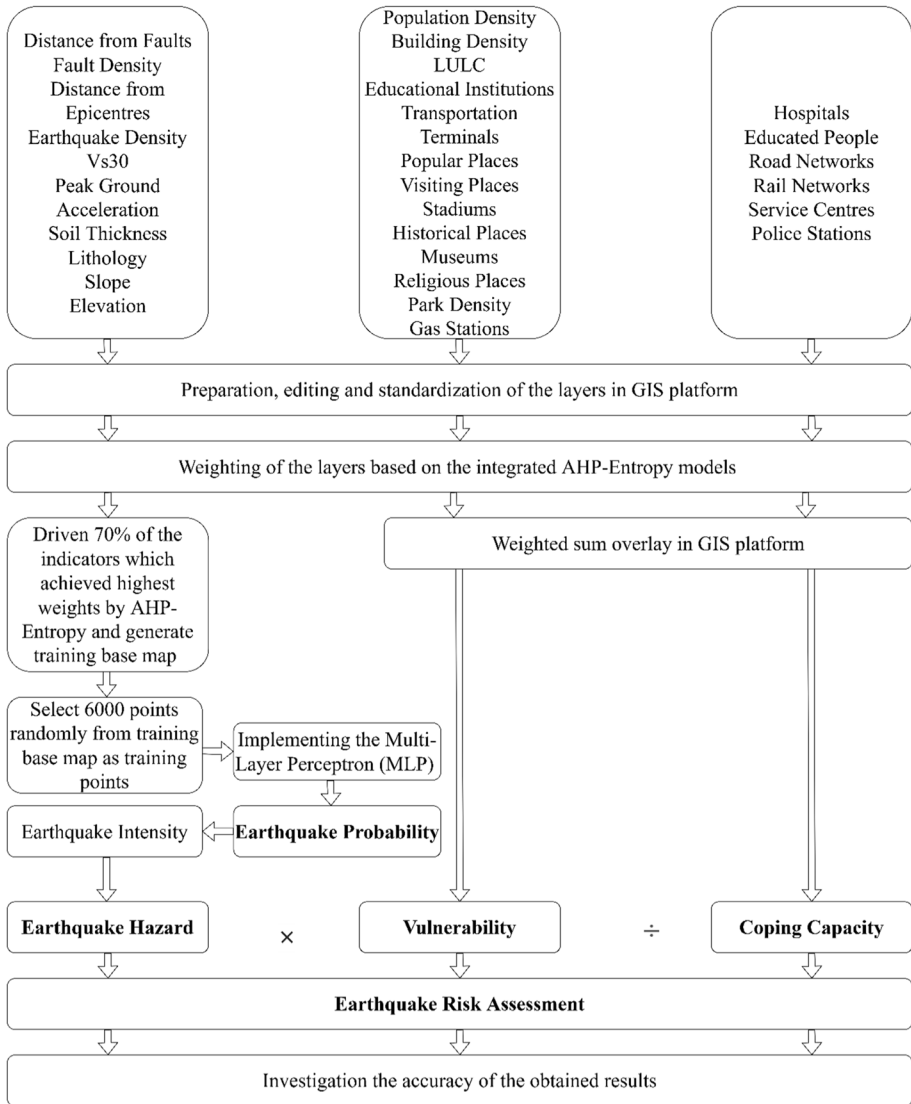 Distance from Faults
Fault Density
Distance from
Epicentres
Earthquake Density
Vs30
Peak Ground
Acceleration
Soil Thickness
Lithology
Slope
Elevation
Population Density
Building Density
LULC
Educational Institutions
Transportation
Terminals
Popular Places
Visiting Places
Stadiums
Historical Places
Museums
Religious Places
Park Density
Gas Stations
Hospitals
Educated People
Road Networks
Rail Networks
Service Centres
Police Stations
Preparation, editing and standardization of the layers in GIS platform
Weighting of the layers based on the integrated AHP-Entropy models
Driven 70% of the
indicators which
achieved highest
weights by AHP-
Entropy and generate
training base map
Weighted sum overlay in GIS platform
Select 6000 points
randomly from training
base map as training
points
Implementing the Multi-
Layer Perceptron (MLP)
Earthquake Intensity
Earthquake Probability
Earthquake Hazard
×
Vulnerability
÷
Coping Capacity
Earthquake Risk Assessment
Investigation the accuracy of the obtained results